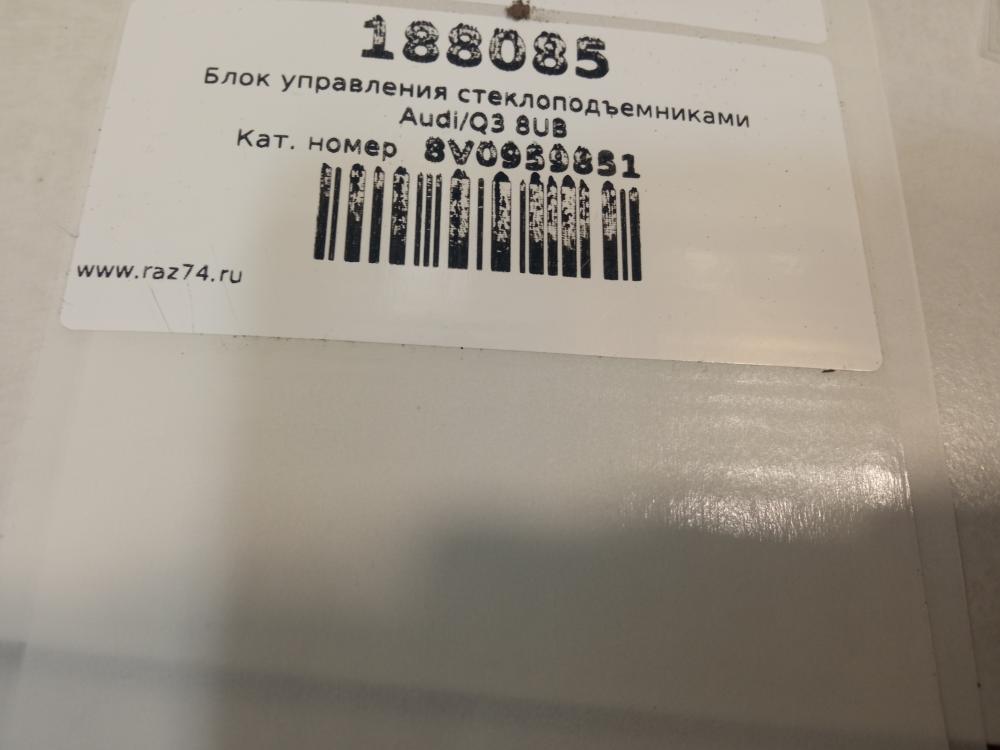 188085
Блок управления стеклоподъемниками
Audi/Q3 8UB
Кат. номер 8V0959851
www.raz74.ru